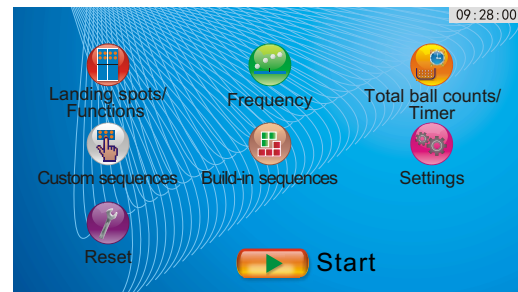 09:28:00
Landing spots/
Functions
Frequency
Total ball counts/
Timer
Custom sequences
Build-in sequences
Settings
Reset
Start